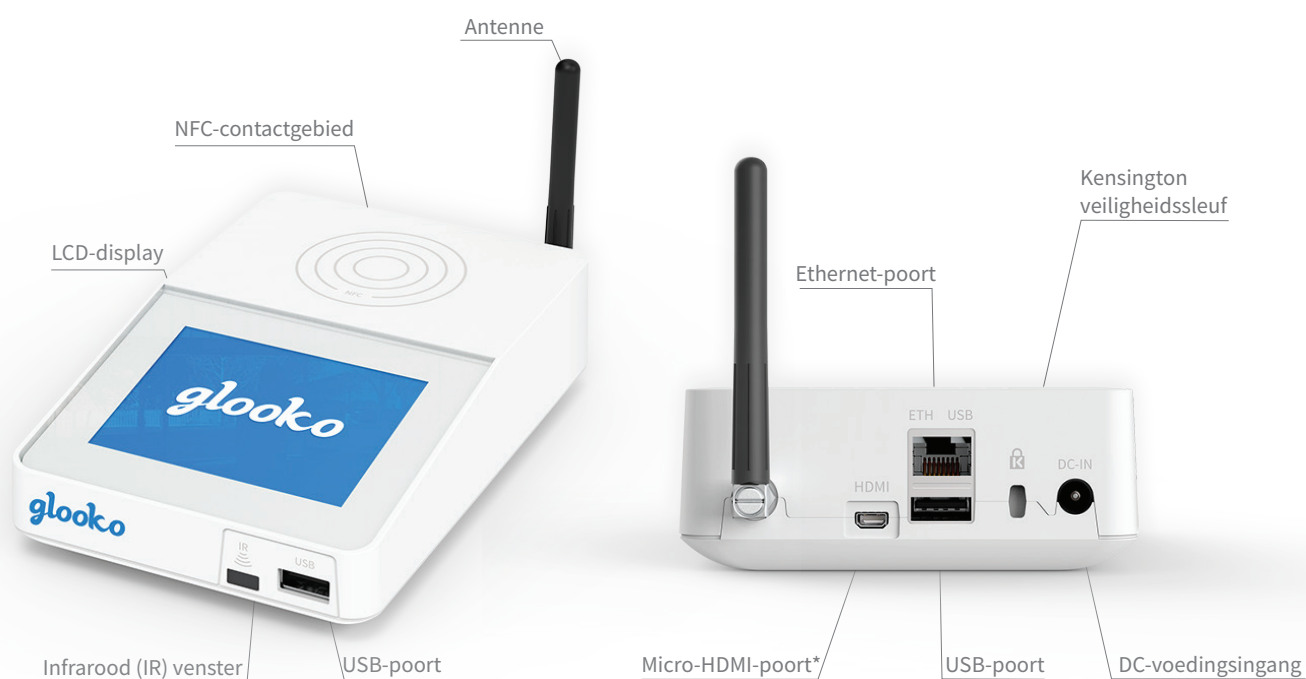 Antenne
NFC-contactgebied
LCD-display
NFC
glooko
glooko
IR
USB
Infrarood (IR) venster
USB-poort
Kensington
veiligheidssleuf
Ethernet-poort
ETH USB
K
DC-IN
HDMI
Micro-HDMI-poort*
USB-poort
DC-voedingsingang